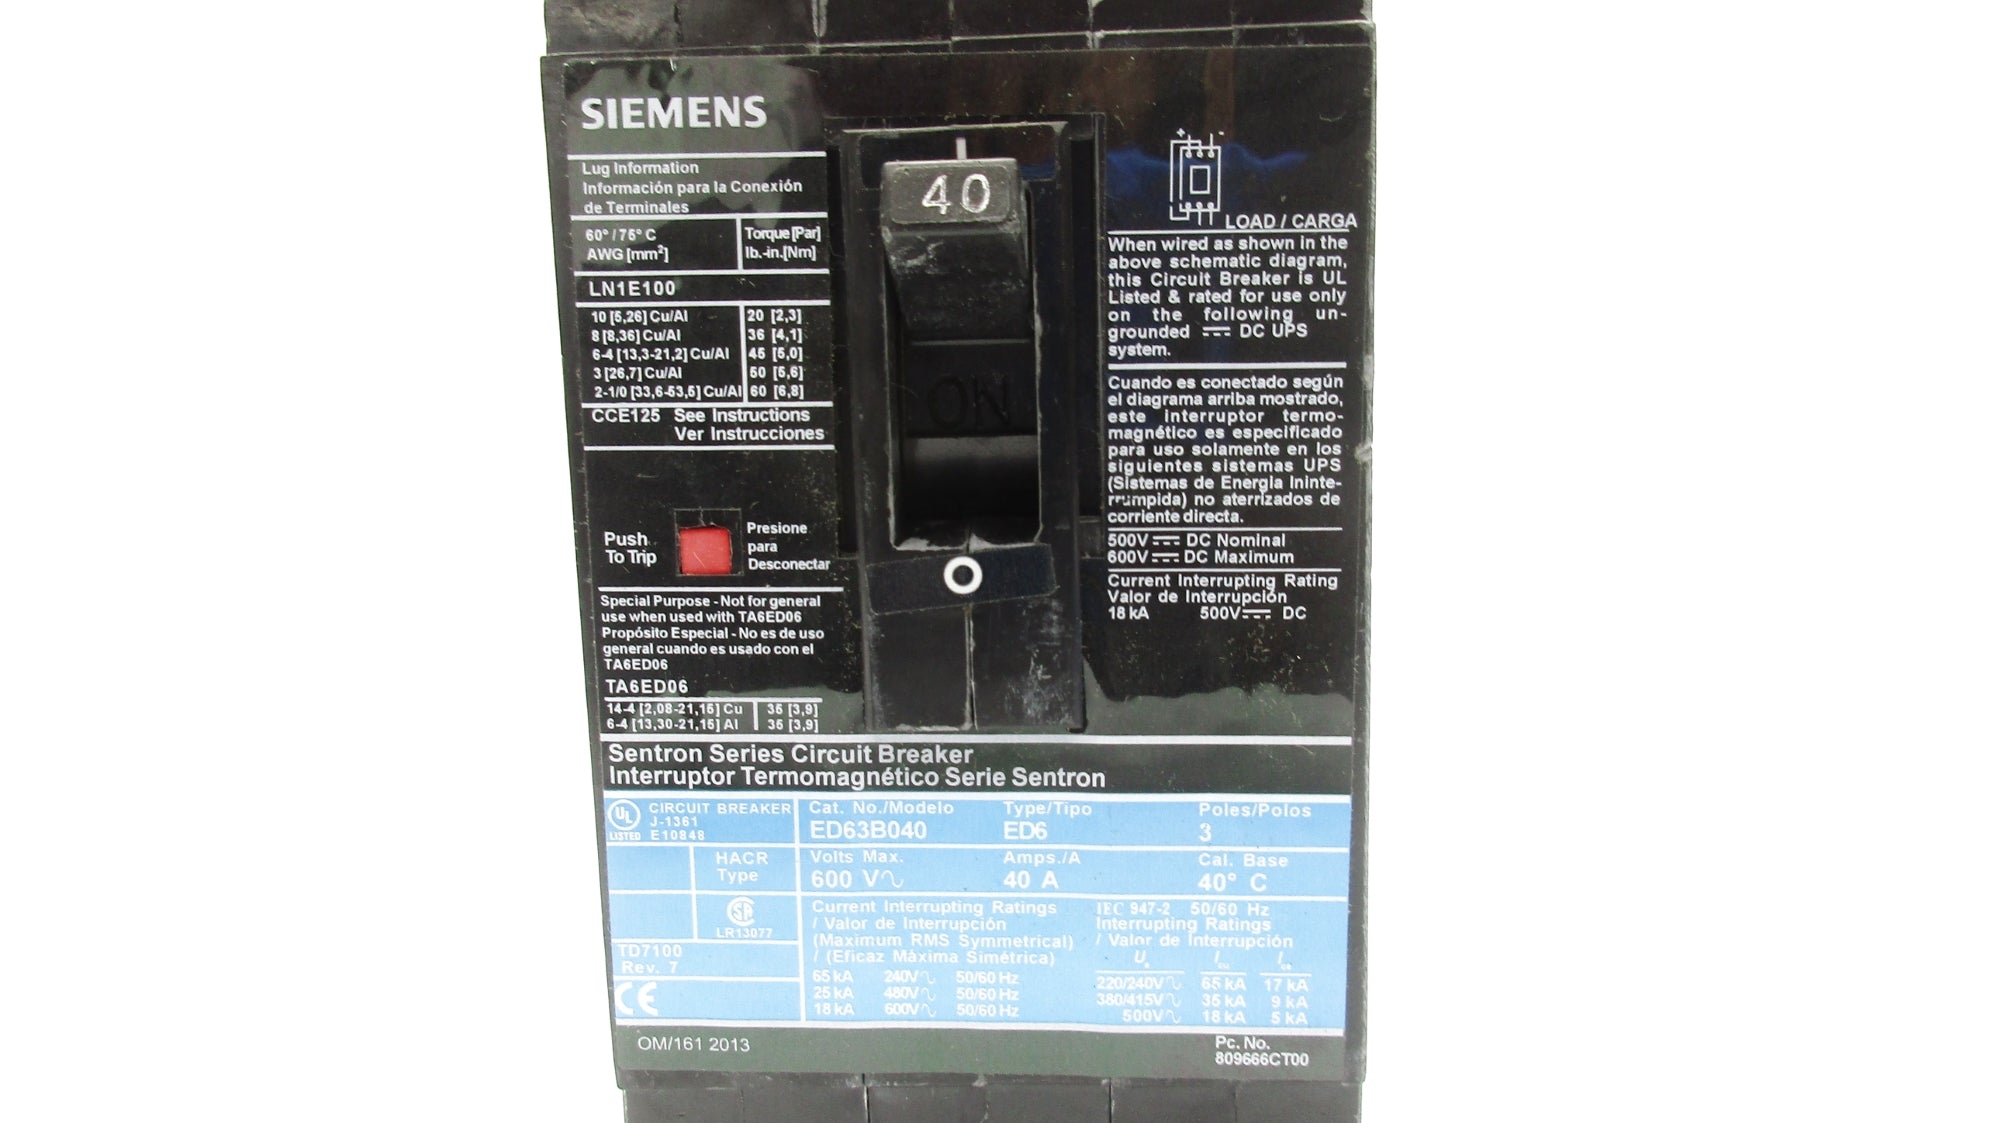 SIEMENS
Lug Information
Información para la Conexión
de Terminales
60° / 75° C
AWG [mm²]
Torque [Par]
lb.-in.[Nm]
LN1E100
10 [5,26] Cu/Al 20 [2,3]
8 [8,36] Cu/Al 36 [4,1]
6-4 [13,3-21,2] Cu/Al 45 [5,0]
3 [26,7] Cu/Al 50 [5,6]
2-1/0 [33,6-53,5] Cu/Al 60 [6,8]
CCE125 See Instructions
Ver Instrucciones
Push
To Trip
Presione
para
Desconectar
Special Purpose - Not for general
use when used with TA6ED06
Propósito Especial - No es de uso
general cuando es usado con el
TA6ED06
TA6ED06
14-4 [2,08-21,15] Cu 35 [3,9]
6-4 [13,30-21,15] Al 35 [3,9]
40
ON
O
+ -
LOAD / CARGA
When wired as shown in the
above schematic diagram,
this Circuit Breaker is UL
Listed & rated for use only
on the following un-
grounded ⎓ DC UPS
system.
Cuando es conectado según
el diagrama arriba mostrado,
este interruptor termo-
magnético es especificado
para uso solamente en los
siguientes sistemas UPS
(Sistemas de Energía Ininte-
rrumpida) no aterrizados de
corriente directa.
500V ⎓ DC Nominal
600V ⎓ DC Maximum
Current Interrupting Rating
Valor de Interrupción
18 kA 500V ⎓ DC
Sentron Series Circuit Breaker
Interruptor Termomagnético Serie Sentron
UL
LISTED
CIRCUIT BREAKER
J-1361
E10848
HACR
Type
SA
LR13077
TD7100
Rev. 7
CE
Cat. No./Modelo Type/Tipo Poles/Polos
ED63B040 ED6 3
Volts Max. Amps./A Cal. Base
600 V∿ 40 A 40° C
Current Interrupting Ratings
/ Valor de Interrupción
(Maximum RMS Symmetrical)
/ (Eficaz Máxima Simétrica)
65 kA 240V∿ 50/60 Hz
25 kA 480V∿ 50/60 Hz
18 kA 600V∿ 50/60 Hz
IEC 947-2 50/60 Hz
Interrupting Ratings
/ Valor de Interrupción
220/240V∿ 65 kA 17 kA
380/415V∿ 35 kA 9 kA
500V∿ 18 kA 5 kA
OM/161 2013
Pc. No.
809666CT00